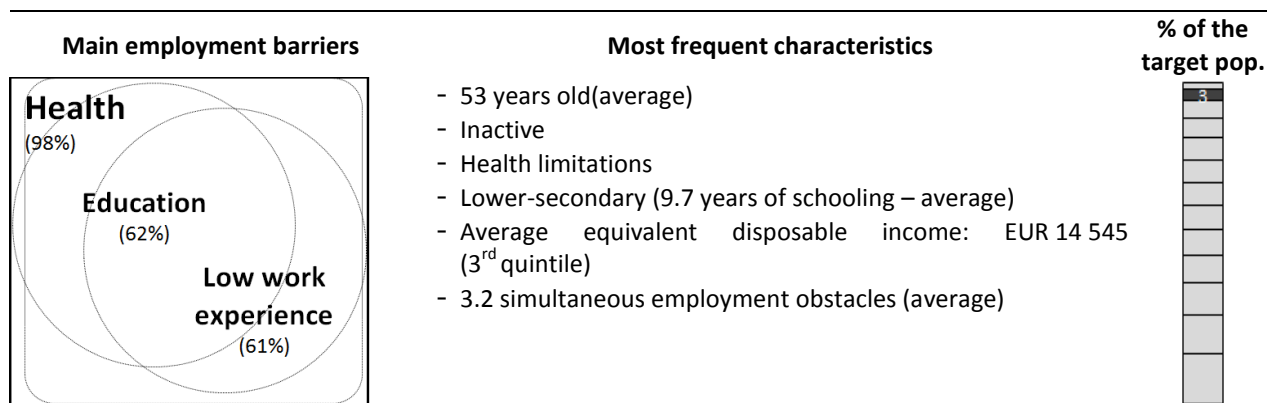 Main employment barriers
Most frequent characteristics
% of the
target pop.
Health
(98%)
Education
(62%)
Low work
experience
(61%)
- 53 years old(average)
- Inactive
- Health limitations
- Lower-secondary (9.7 years of schooling – average)
- Average equivalent disposable income: EUR 14 545
(3rd quintile)
- 3.2 simultaneous employment obstacles (average)
3